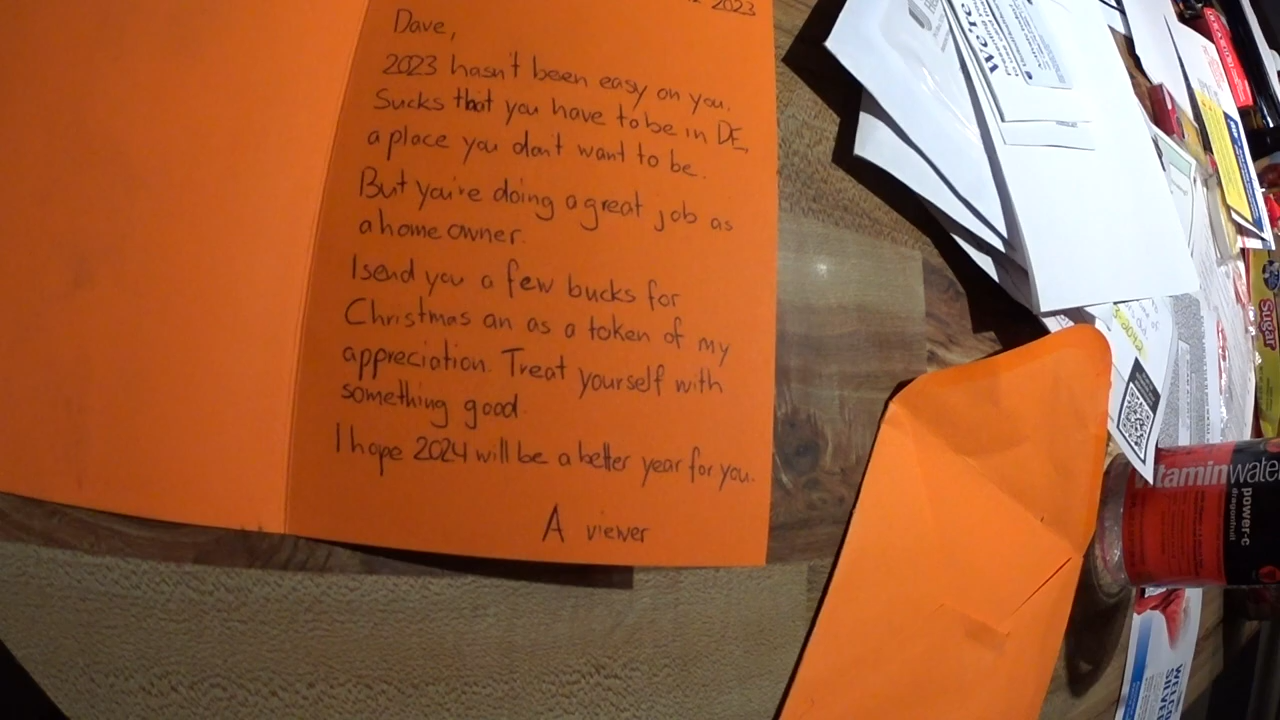 2023
Dave,
2023 hasn't been easy on you.
Sucks that you have to be in DE,
a place you don't want to be.
But you're doing a great job as
a home owner.
I send you a few bucks for
Christmas an as a token of my
appreciation. Treat yourself with
something good.
I hope 2024 will be a better year for you.
A viewer
We're
Sugar
vitaminwater
power-c
dragonfruit